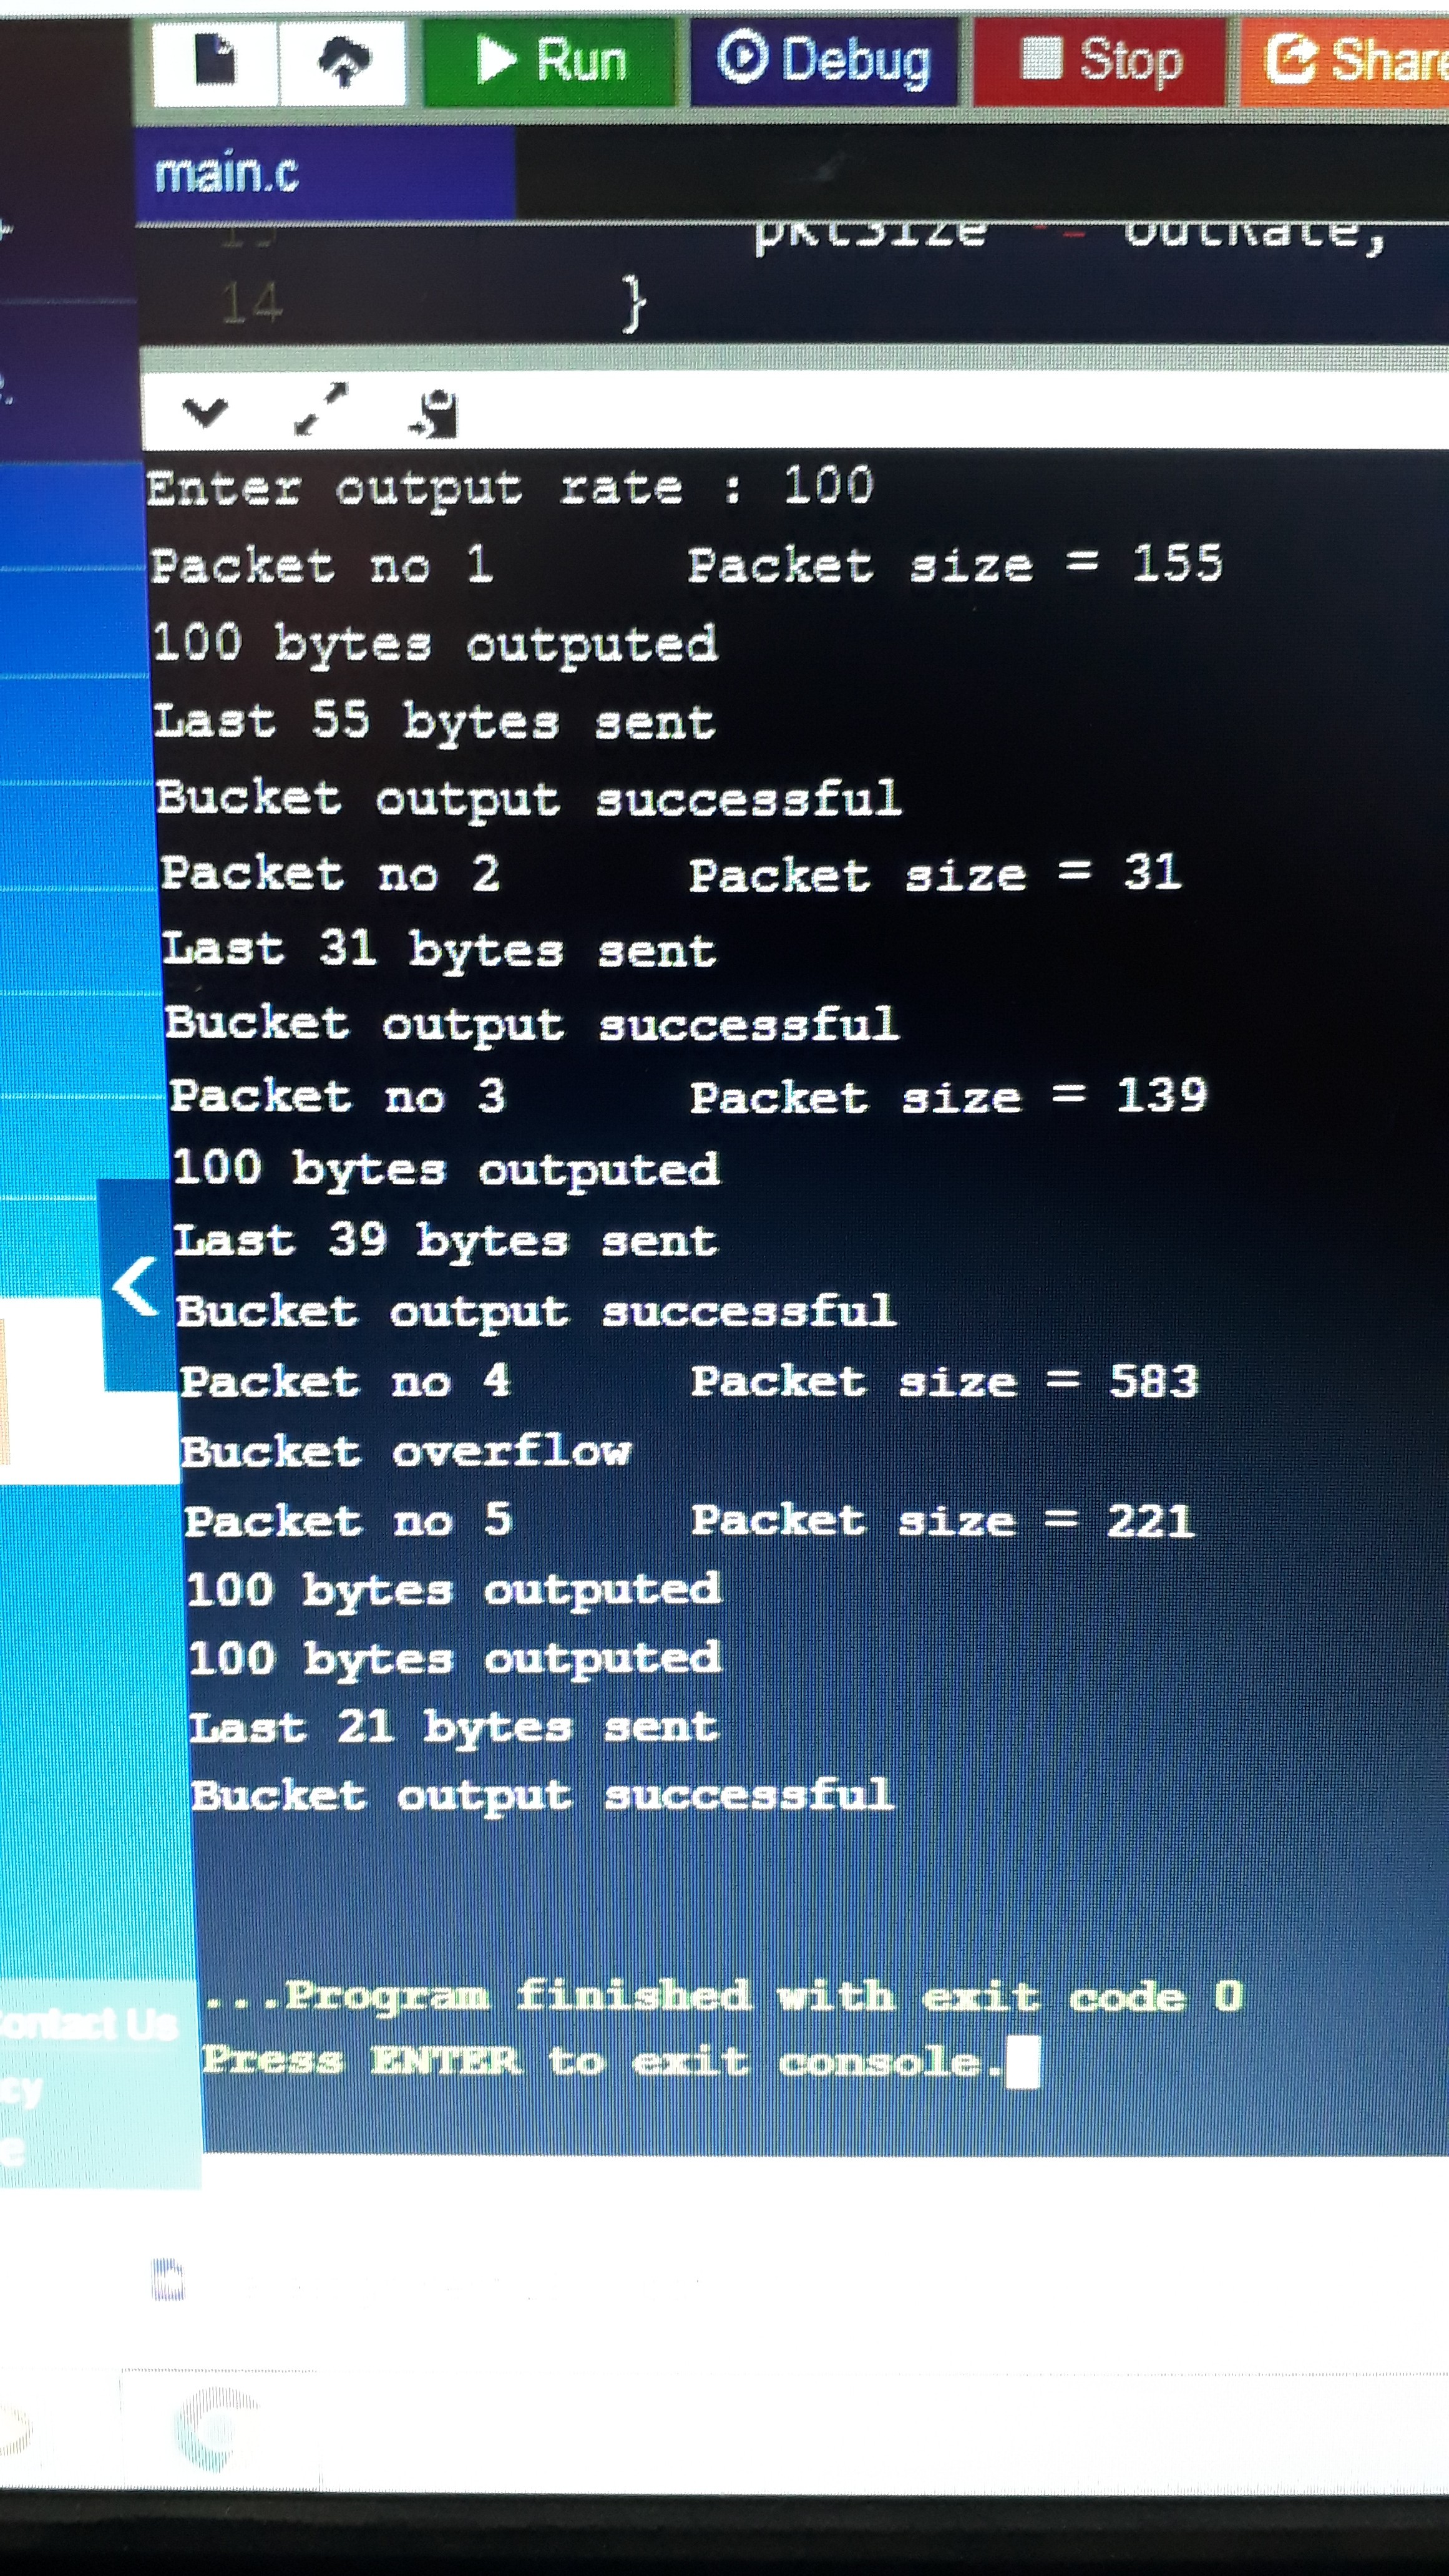 Run Debug Stop Share
main.c
pktSize -= outRate;
14 }
Enter output rate : 100
Packet no 1 Packet size = 155
100 bytes outputed
Last 55 bytes sent
Bucket output successful
Packet no 2 Packet size = 31
Last 31 bytes sent
Bucket output successful
Packet no 3 Packet size = 139
100 bytes outputed
Last 39 bytes sent
Bucket output successful
Packet no 4 Packet size = 583
Bucket overflow
Packet no 5 Packet size = 221
100 bytes outputed
100 bytes outputed
Last 21 bytes sent
Bucket output successful
...Program finished with exit code 0
Press ENTER to exit console.
ontact Us
cy
e